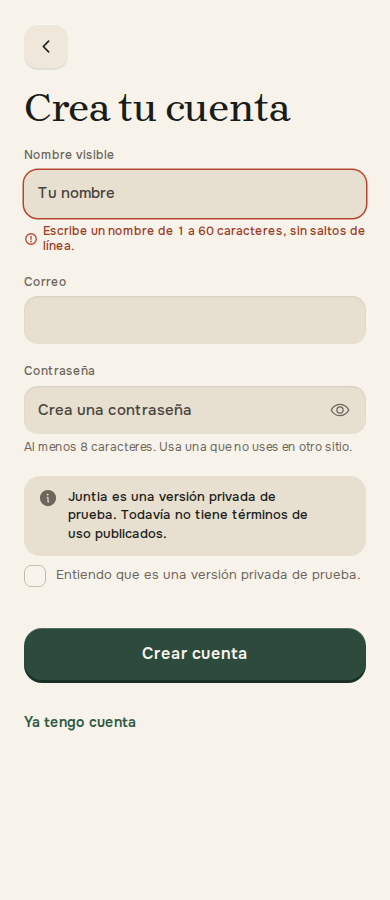 Crea tu cuenta
Nombre visible
Tu nombre
Escribe un nombre de 1 a 60 caracteres, sin saltos de
línea.
Correo
Contraseña
Crea una contraseña
Al menos 8 caracteres. Usa una que no uses en otro sitio.
Juntia es una versión privada de
prueba. Todavía no tiene términos de
uso publicados.
Entiendo que es una versión privada de prueba.
Crear cuenta
Ya tengo cuenta